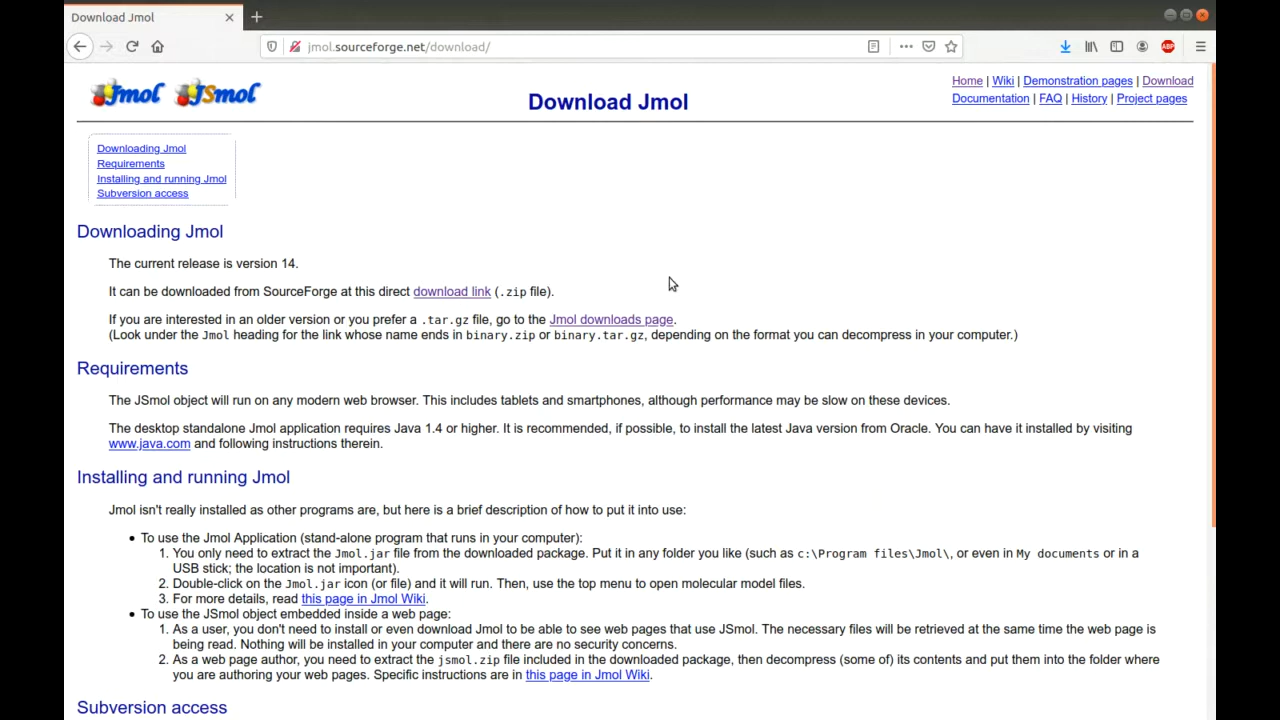 Download Jmol
jmol.sourceforge.net/download/
ABP
Jmol JSmol
Download Jmol
Home | Wiki | Demonstration pages | Download
Documentation | FAQ | History | Project pages
Downloading Jmol
Requirements
Installing and running Jmol
Subversion access
Downloading Jmol
The current release is version 14.
It can be downloaded from SourceForge at this direct download link (.zip file).
If you are interested in an older version or you prefer a .tar.gz file, go to the Jmol downloads page.
(Look under the Jmol heading for the link whose name ends in binary.zip or binary.tar.gz, depending on the format you can decompress in your computer.)
Requirements
The JSmol object will run on any modern web browser. This includes tablets and smartphones, although performance may be slow on these devices.
The desktop standalone Jmol application requires Java 1.4 or higher. It is recommended, if possible, to install the latest Java version from Oracle. You can have it installed by visiting
www.java.com and following instructions therein.
Installing and running Jmol
Jmol isn't really installed as other programs are, but here is a brief description of how to put it into use:
• To use the Jmol Application (stand-alone program that runs in your computer):
1. You only need to extract the Jmol.jar file from the downloaded package. Put it in any folder you like (such as c:\Program files\Jmol\, or even in My documents or in a
USB stick; the location is not important).
2. Double-click on the Jmol.jar icon (or file) and it will run. Then, use the top menu to open molecular model files.
3. For more details, read this page in Jmol Wiki.
• To use the JSmol object embedded inside a web page:
1. As a user, you don't need to install or even download Jmol to be able to see web pages that use JSmol. The necessary files will be retrieved at the same time the web page is
being read. Nothing will be installed in your computer and there are no security concerns.
2. As a web page author, you need to extract the jsmol.zip file included in the downloaded package, then decompress (some of) its contents and put them into the folder where
you are authoring your web pages. Specific instructions are in this page in Jmol Wiki.
Subversion access